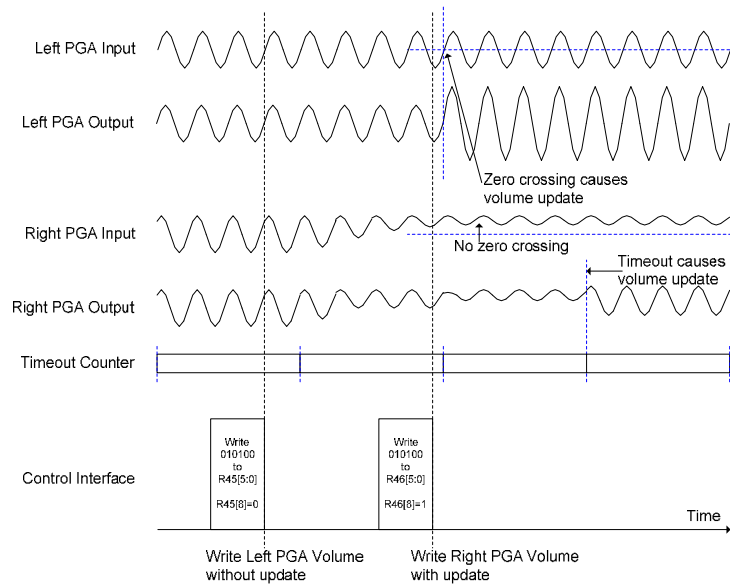 Left PGA Input
Left PGA Output
Zero crossing causes
volume update
Right PGA Input
No zero crossing
Timeout causes
volume update
Right PGA Output
Timeout Counter
Write
010100
to
R45[5:0]
R45[8]=0
Write
010100
to
R46[5:0]
R46[8]=1
Control Interface
Time
Write Left PGA Volume
without update
Write Right PGA Volume
with update